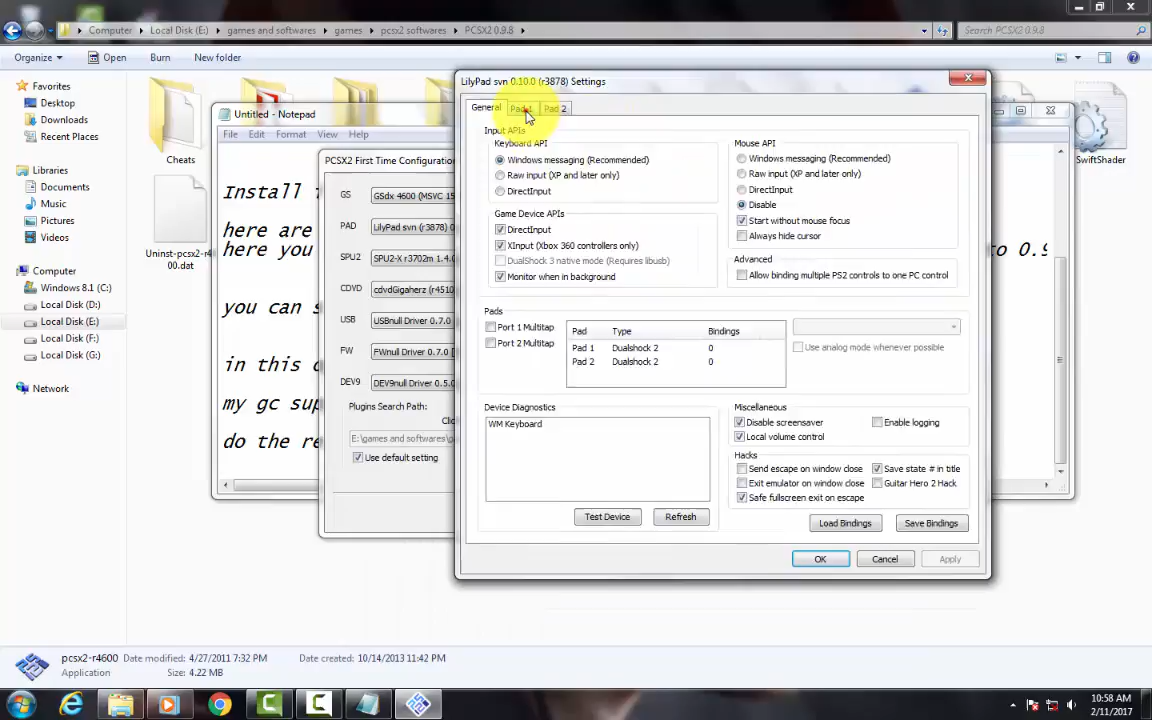 Computer ▸ Local Disk (E:) ▸ games and softwares ▸ games ▸ pcsx2 softwares ▸ PCSX2 0.9.8 ▸
Search PCSX2 0.9.8
Organize
Open
Burn
New folder
Favorites
Desktop
Downloads
Recent Places
Libraries
Documents
Music
Pictures
Videos
Computer
Windows 8.1 (C:)
Local Disk (D:)
Local Disk (E:)
Local Disk (F:)
Local Disk (G:)
Network
Cheats
Uninst-pcsx2-r4600.dat
SwiftShader
Untitled - Notepad
File Edit Format View Help
Install
here are
here you
to 0.9
you can s
in this
my gc sup
do the re
PCSX2 First Time Configuration
GS GSdx 4600 (MSVC 15
PAD LilyPad svn (r3878)
SPU2 SPU2-X r3702m 1.4.0
CDVD cdvdGigaherz (r4510
USB USBnull Driver 0.7.0
FW FWnull Driver 0.7.0
DEV9 DEV9null Driver 0.5.0
Plugins Search Path:
E:\games and softwares\ga
Use default setting
LilyPad svn 0.10.0 (r3878) Settings
General Pad 1 Pad 2
Input APIs
Keyboard API
Windows messaging (Recommended)
Raw input (XP and later only)
DirectInput
Game Device APIs
DirectInput
XInput (Xbox 360 controllers only)
DualShock 3 native mode (Requires libusb)
Monitor when in background
Mouse API
Windows messaging (Recommended)
Raw input (XP and later only)
DirectInput
Disable
Start without mouse focus
Always hide cursor
Advanced
Allow binding multiple PS2 controls to one PC control
Pads
Port 1 Multitap
Port 2 Multitap
Pad Type Bindings
Pad 1 Dualshock 2 0
Pad 2 Dualshock 2 0
Use analog mode whenever possible
Device Diagnostics
WM Keyboard
Test Device
Refresh
Miscellaneous
Disable screensaver
Enable logging
Local volume control
Hacks
Send escape on window close
Save state # in title
Exit emulator on window close
Guitar Hero 2 Hack
Safe fullscreen exit on escape
Load Bindings
Save Bindings
OK
Cancel
Apply
pcsx2-r4600 Date modified: 4/27/2011 7:32 PM Date created: 10/14/2013 11:42 PM
Application Size: 4.22 MB
10:58 AM
2/11/2017